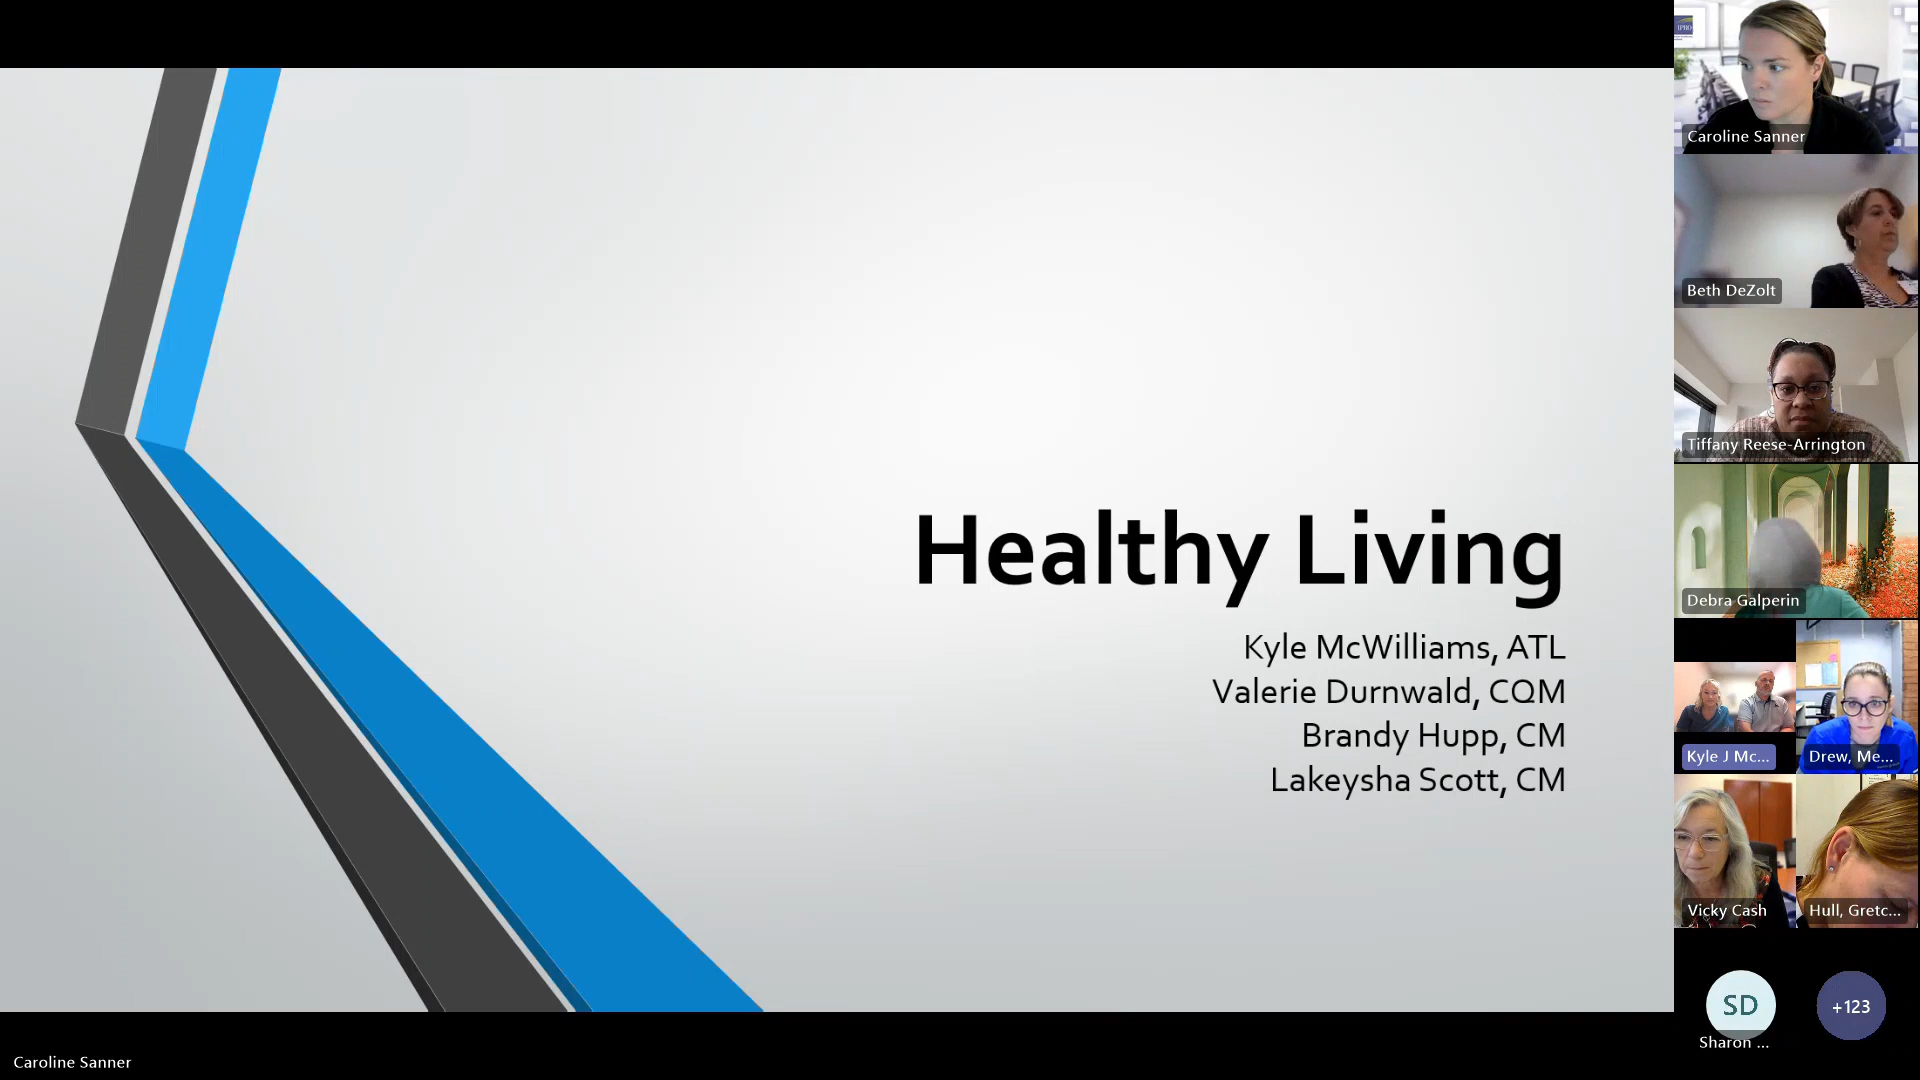 Healthy Living
Kyle McWilliams, ATL
Valerie Durnwald, CQM
Brandy Hupp, CM
Lakeysha Scott, CM
IPRO
Caroline Sanner
Beth DeZolt
Tiffany Reese-Arrington
Debra Galperin
Kyle J Mc...
Drew, Me...
Vicky Cash
Hull, Gretc...
SD
+123
Sharon ...
Caroline Sanner